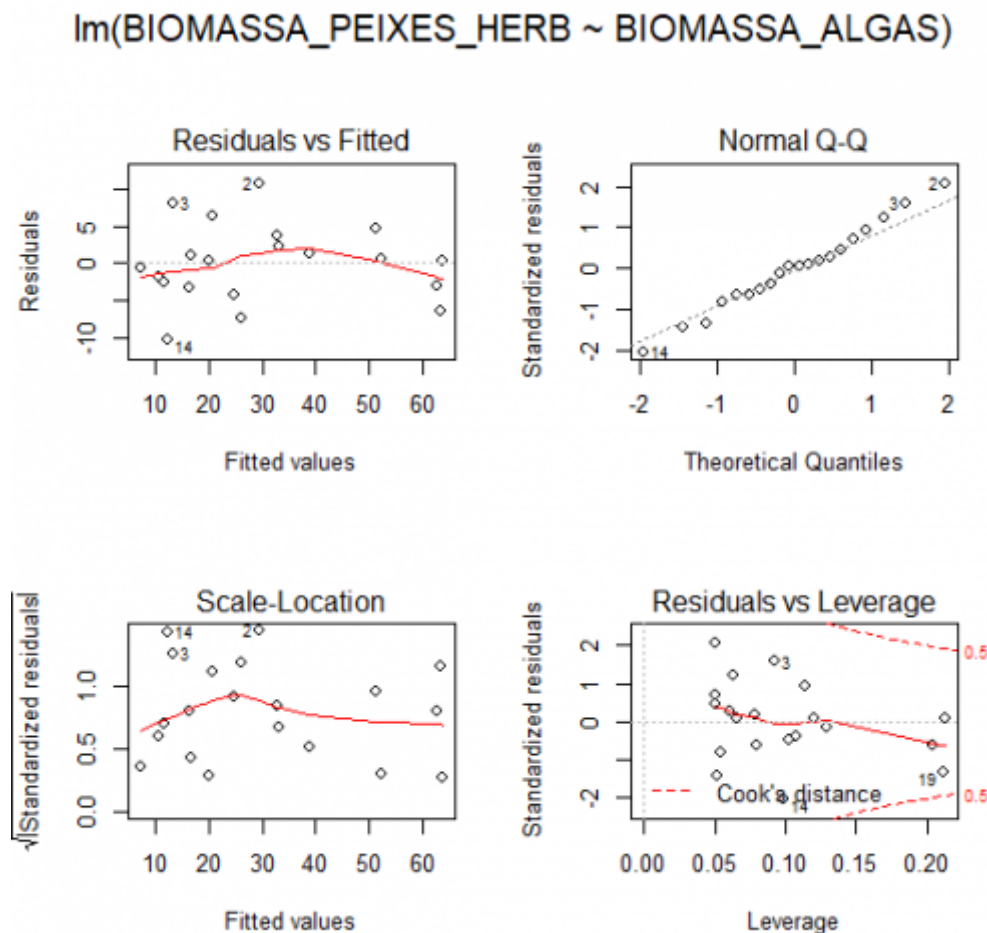 lm(BIOMASSA_PEIXES_HERB ~ BIOMASSA_ALGAS)
Residuals vs Fitted
Residuals
5
0
-10
2
3
14
10 20 30 40 50 60
Fitted values
Normal Q-Q
Standardized residuals
2
1
0
-1
-2
2
3
14
-2 -1 0 1 2
Theoretical Quantiles
Scale-Location
√|Standardized residuals|
1.0
0.5
0.0
14
2
3
10 20 30 40 50 60
Fitted values
Residuals vs Leverage
Standardized residuals
2
1
0
-2
3
0.5
19
Cook's distance
0.5
14
0.00 0.05 0.10 0.15 0.20
Leverage